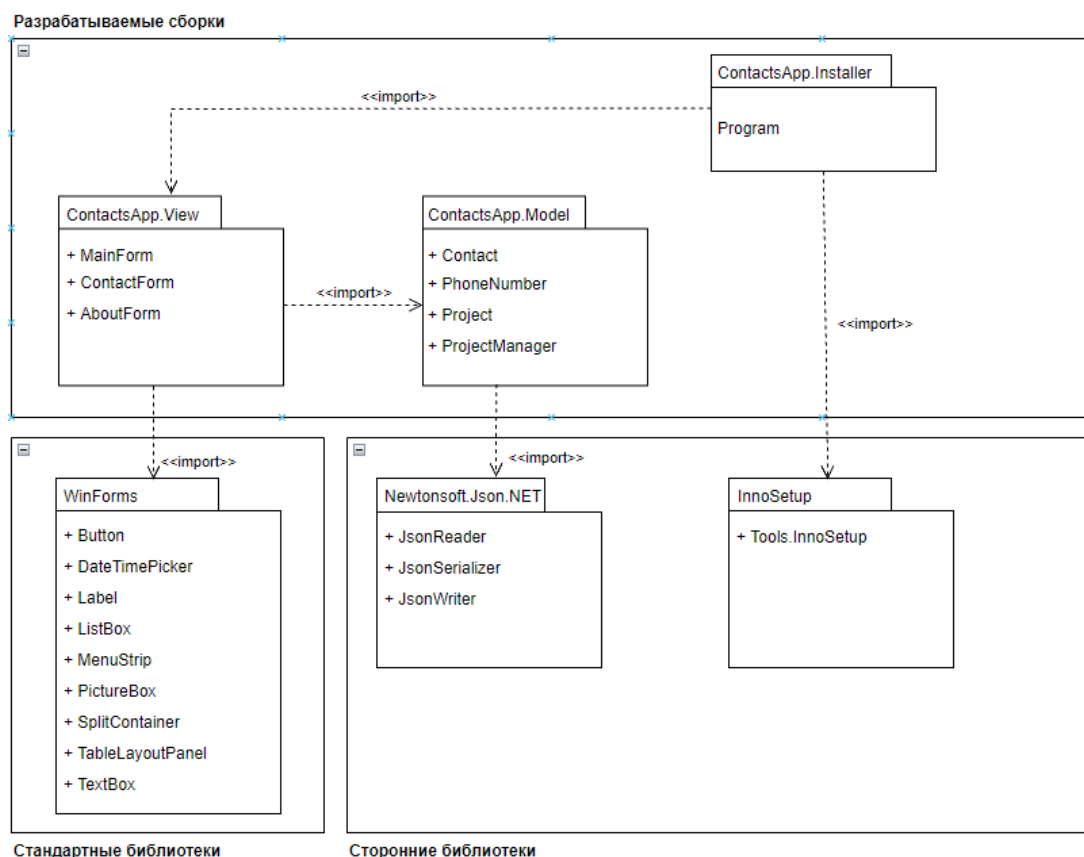 Разрабатываемые сборки
ContactsApp.Installer
Program
<<import>>
ContactsApp.View
+ MainForm
+ ContactForm
+ AboutForm
<<import>>
ContactsApp.Model
+ Contact
+ PhoneNumber
+ Project
+ ProjectManager
<<import>>
<<import>>
<<import>>
WinForms
+ Button
+ DateTimePicker
+ Label
+ ListBox
+ MenuStrip
+ PictureBox
+ SplitContainer
+ TableLayoutPanel
+ TextBox
Newtonsoft.Json.NET
+ JsonReader
+ JsonSerializer
+ JsonWriter
InnoSetup
+ Tools.InnoSetup
Стандартные библиотеки
Сторонние библиотеки